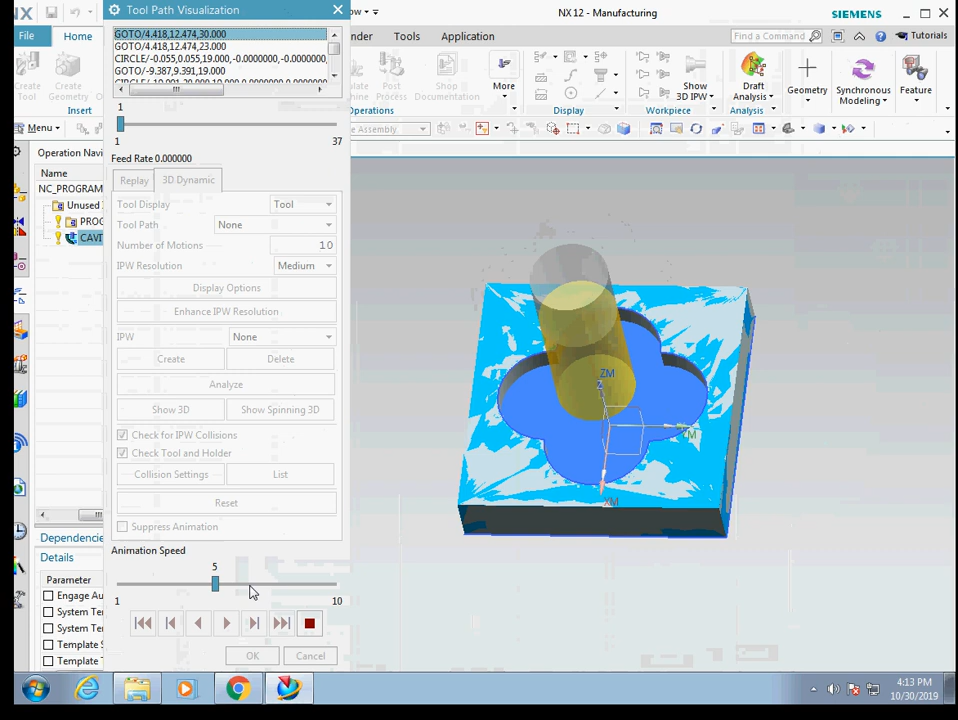 Tool Path Visualization
NX 12 - Manufacturing
SIEMENS
File
Home
Tools
Application
Find a Command
Tutorials
GOTO/4.418,12.474,30.000
GOTO/4.418,12.474,23.000
CIRCLE/-0.055,0.055,19.000,-0.0000000,-0.0000000,
GOTO/-9.387,9.391,19.000
1
1
37
Feed Rate 0.000000
Replay
3D Dynamic
Tool Display
Tool
Tool Path
None
Number of Motions
10
IPW Resolution
Medium
Display Options
Enhance IPW Resolution
IPW
None
Create
Delete
Analyze
Show 3D
Show Spinning 3D
Check for IPW Collisions
Check Tool and Holder
Collision Settings
List
Reset
Suppress Animation
Animation Speed
5
1
10
OK
Cancel
Create
Tool
Create
Geometry
Insert
Menu
Operation Navi
Name
NC_PROGRAM
Unused
PROG
CAVIT
Dependencie
Details
Parameter
Engage Au
System Te
System Te
Template S
Template T
Post
Process
Shop
Documentation
More
Operations
Display
Show
3D IPW
Workpiece
Draft
Analysis
Analysis
Geometry
Synchronous
Modeling
Feature
Assembly
ZM
XM
4:13 PM
10/30/2019